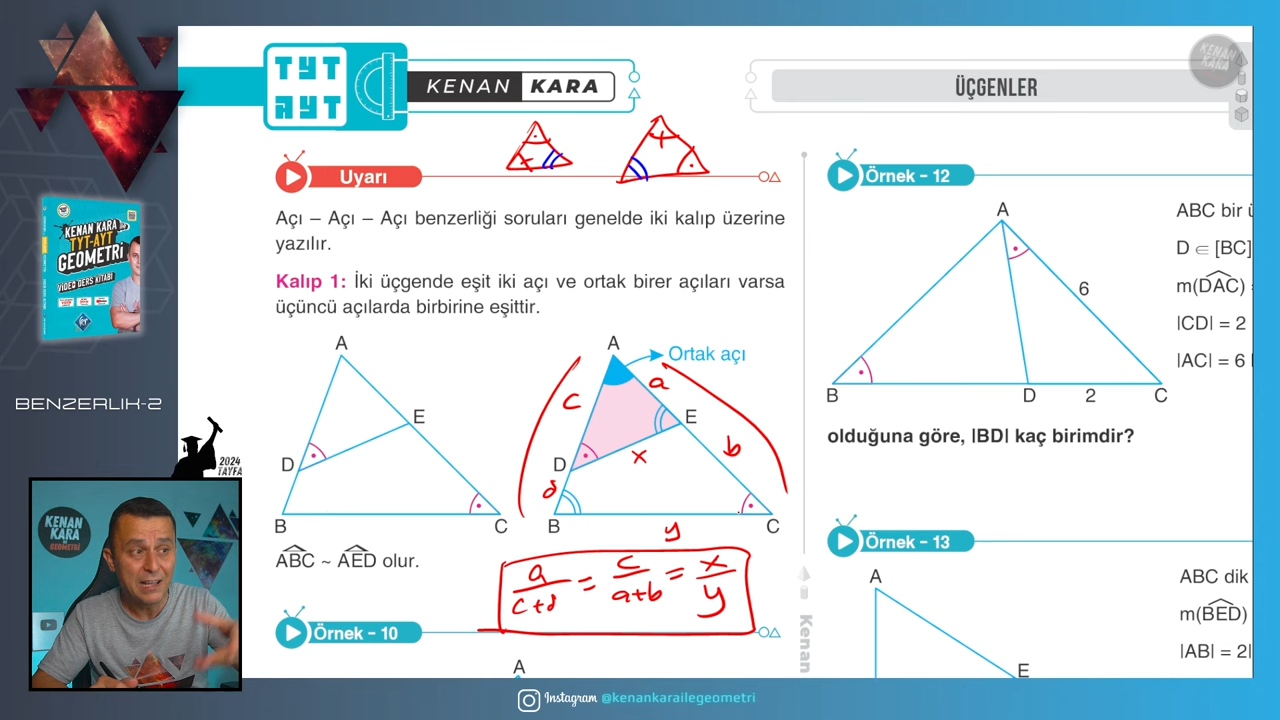 TYT
AYT
KENAN KARA
ÜÇGENLER
KENAN KARA
Uyarı
Açı – Açı – Açı benzerliği soruları genelde iki kalıp üzerine
yazılır.
Kalıp 1: İki üçgende eşit iki açı ve ortak birer açıları varsa
üçüncü açılarda birbirine eşittir.
A
E
D
B
C
A
Ortak açı
a
c
E
D
x
b
d
B
C
y
ABC ~ AED olur.
a/(c+d) = c/(a+b) = x/y
Örnek - 10
A
Kenan
Örnek - 12
A
6
B
D
2
C
ABC bir ü
D ∈ [BC]
m(DAC) =
|CD| = 2
|AC| = 6 b
olduğuna göre, |BD| kaç birimdir?
Örnek - 13
A
E
ABC dik
m(BED)
|AB| = 2|
KENAN KARA
TYT-AYT
GEOMETRİ
VİDEO DERS KİTABI
BENZERLIK-2
2024
TAYFA
KENAN
KARA
ile
GEOMETRİ
Instagram @kenankarailegeometri